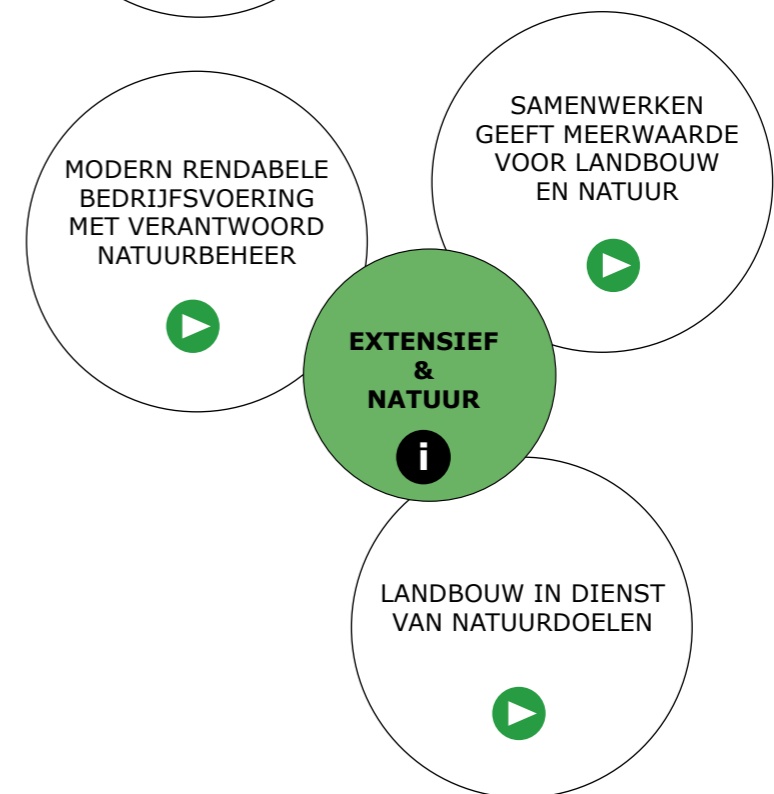 MODERN RENDABELE
BEDRIJFSVOERING
MET VERANTWOORD
NATUURBEHEER
SAMENWERKEN
GEEFT MEERWAARDE
VOOR LANDBOUW
EN NATUUR
EXTENSIEF
&
NATUUR
i
LANDBOUW IN DIENST
VAN NATUURDOELEN